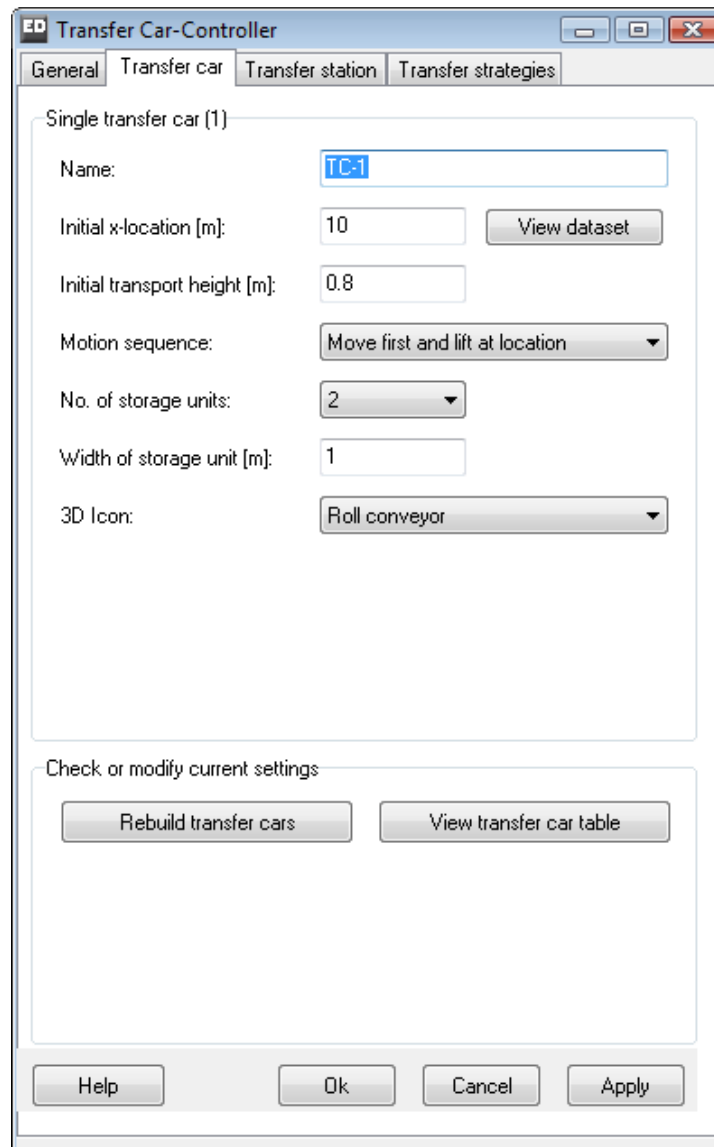 ED Transfer Car-Controller
General Transfer car Transfer station Transfer strategies
Single transfer car (1)
Name: TC-1
Initial x-location [m]: 10 View dataset
Initial transport height [m]: 0.8
Motion sequence: Move first and lift at location
No. of storage units: 2
Width of storage unit [m]: 1
3D Icon: Roll conveyor
Check or modify current settings
Rebuild transfer cars View transfer car table
Help Ok Cancel Apply